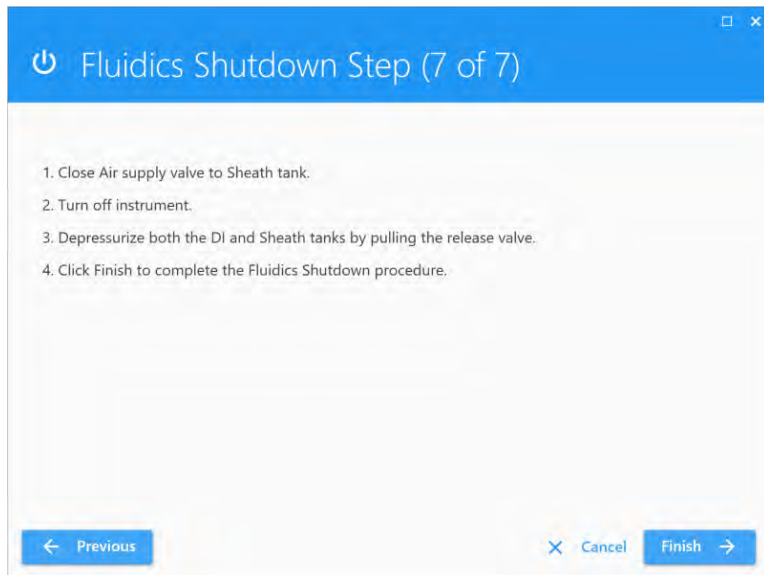 Fluidics Shutdown Step (7 of 7)
1. Close Air supply valve to Sheath tank.
2. Turn off instrument.
3. Depressurize both the DI and Sheath tanks by pulling the release valve.
4. Click Finish to complete the Fluidics Shutdown procedure.
Previous
Cancel
Finish